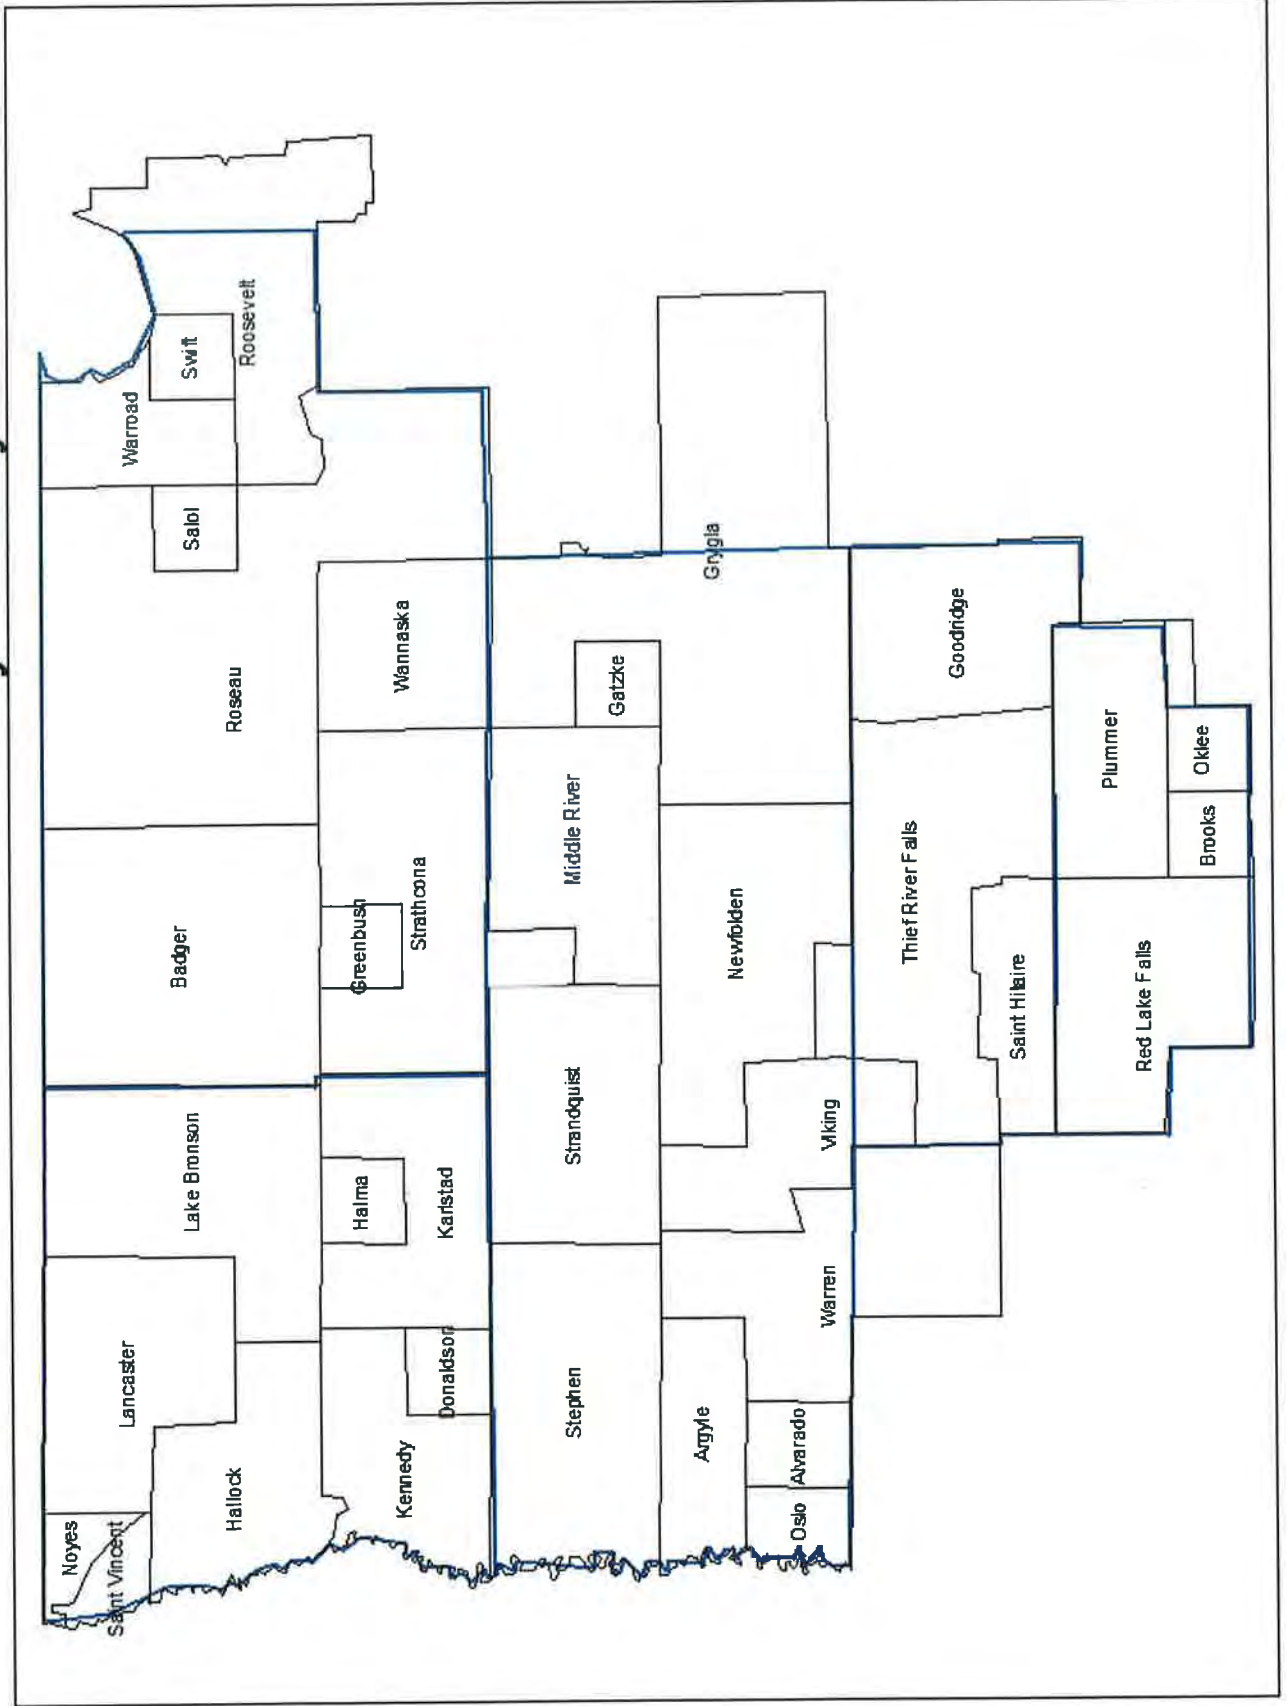 Noyes
Saint Vincent
Lancaster
Warroad
Lake Bronson
Badger
Salol
Swift
Hallock
Roseau
Roosevelt
Halma
Greenbush
Kennedy
Wannaska
Strathcona
Donaldson
Karlstad
Stephen
Strandquist
Middle River
Gatzke
Argyle
Grygla
Newfolden
Oslo
Alvarado
Warren
Viking
Thief River Falls
Goodridge
Saint Hilaire
Plummer
Red Lake Falls
Brooks
Oklee